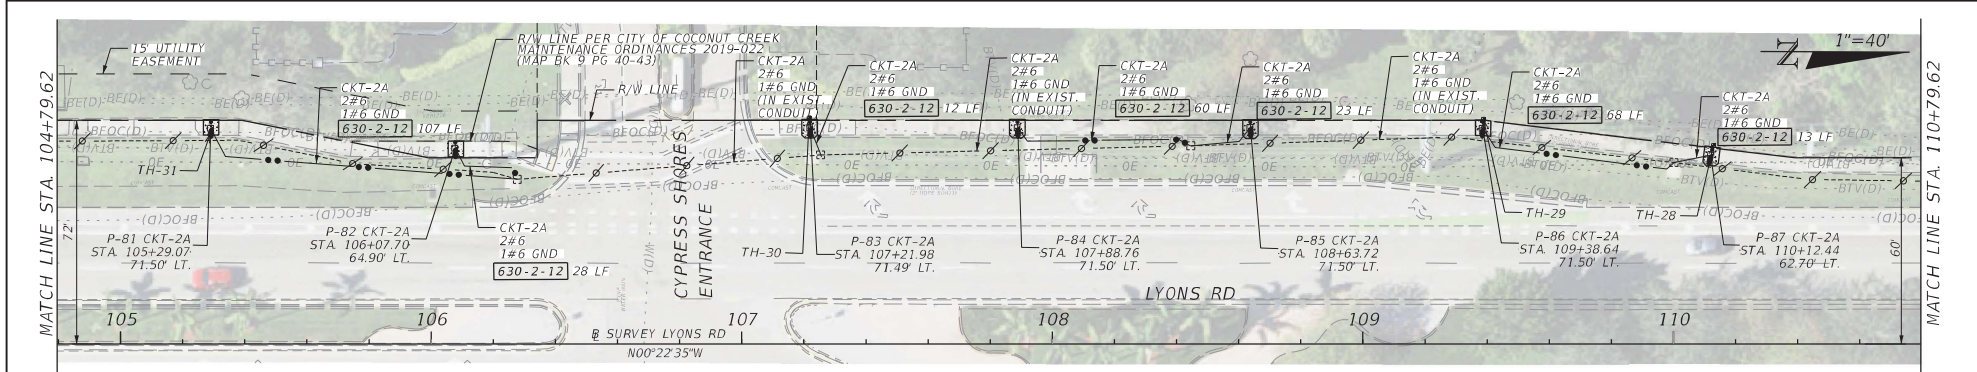 MATCH LINE STA. 104+79.62
72'
15' UTILITY
EASEMENT
TH-31
P-81 CKT-2A
STA. 105+29.07
71.50' LT.
CKT-2A
2#6
1#6 GND
630-2-12 107 LF
P-82 CKT-2A
STA. 106+07.70
64.90' LT.
R/W LINE PER CITY OF COCONUT CREEK
MAINTENANCE ORDINANCES 2019-022
(MAP BK 9 PG 40-43)
R/W LINE
CKT-2A
2#6
1#6 GND
630-2-12 28 LF
CYPRESS SHORES
ENTRANCE
CKT-2A
2#6
1#6 GND
(IN EXIST.
CONDUIT)
TH-30
P-83 CKT-2A
STA. 107+21.98
71.49' LT.
CKT-2A
2#6
1#6 GND
630-2-12 12 LF
CKT-2A
2#6
1#6 GND
(IN EXIST.
CONDUIT)
P-84 CKT-2A
STA. 107+88.76
71.50' LT.
CKT-2A
2#6
1#6 GND
630-2-12 60 LF
CKT-2A
2#6
1#6 GND
630-2-12 23 LF
P-85 CKT-2A
STA. 108+63.72
71.50' LT.
CKT-2A
2#6
1#6 GND
(IN EXIST.
CONDUIT)
TH-29
P-86 CKT-2A
STA. 109+38.64
71.50' LT.
CKT-2A
2#6
1#6 GND
630-2-12 68 LF
TH-28
P-87 CKT-2A
STA. 110+12.44
62.70' LT.
CKT-2A
2#6
1#6 GND
630-2-12 13 LF
N
1"=40'
60'
MATCH LINE STA. 110+79.62
LYONS RD
105
106
107
108
109
110
B SURVEY LYONS RD
N00°22'35"W
BE(D)
BFOC(D)
OE
BTV(D)
W(D)
COMCAST